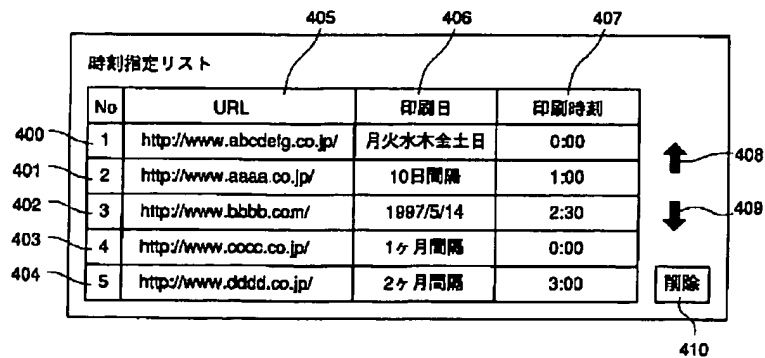 405 406 407
時刻指定リスト
No URL 印刷日 印刷時刻
400 1 http://www.abcdefg.co.jp/ 月火水木金土日 0:00
408
401 2 http://www.aaaa.co.jp/ 10日間隔 1:00
402 3 http://www.bbbb.com/ 1997/5/14 2:30
409
403 4 http://www.cccc.co.jp/ 1ヶ月間隔 0:00
404 5 http://www.dddd.co.jp/ 2ヶ月間隔 3:00
削除
410